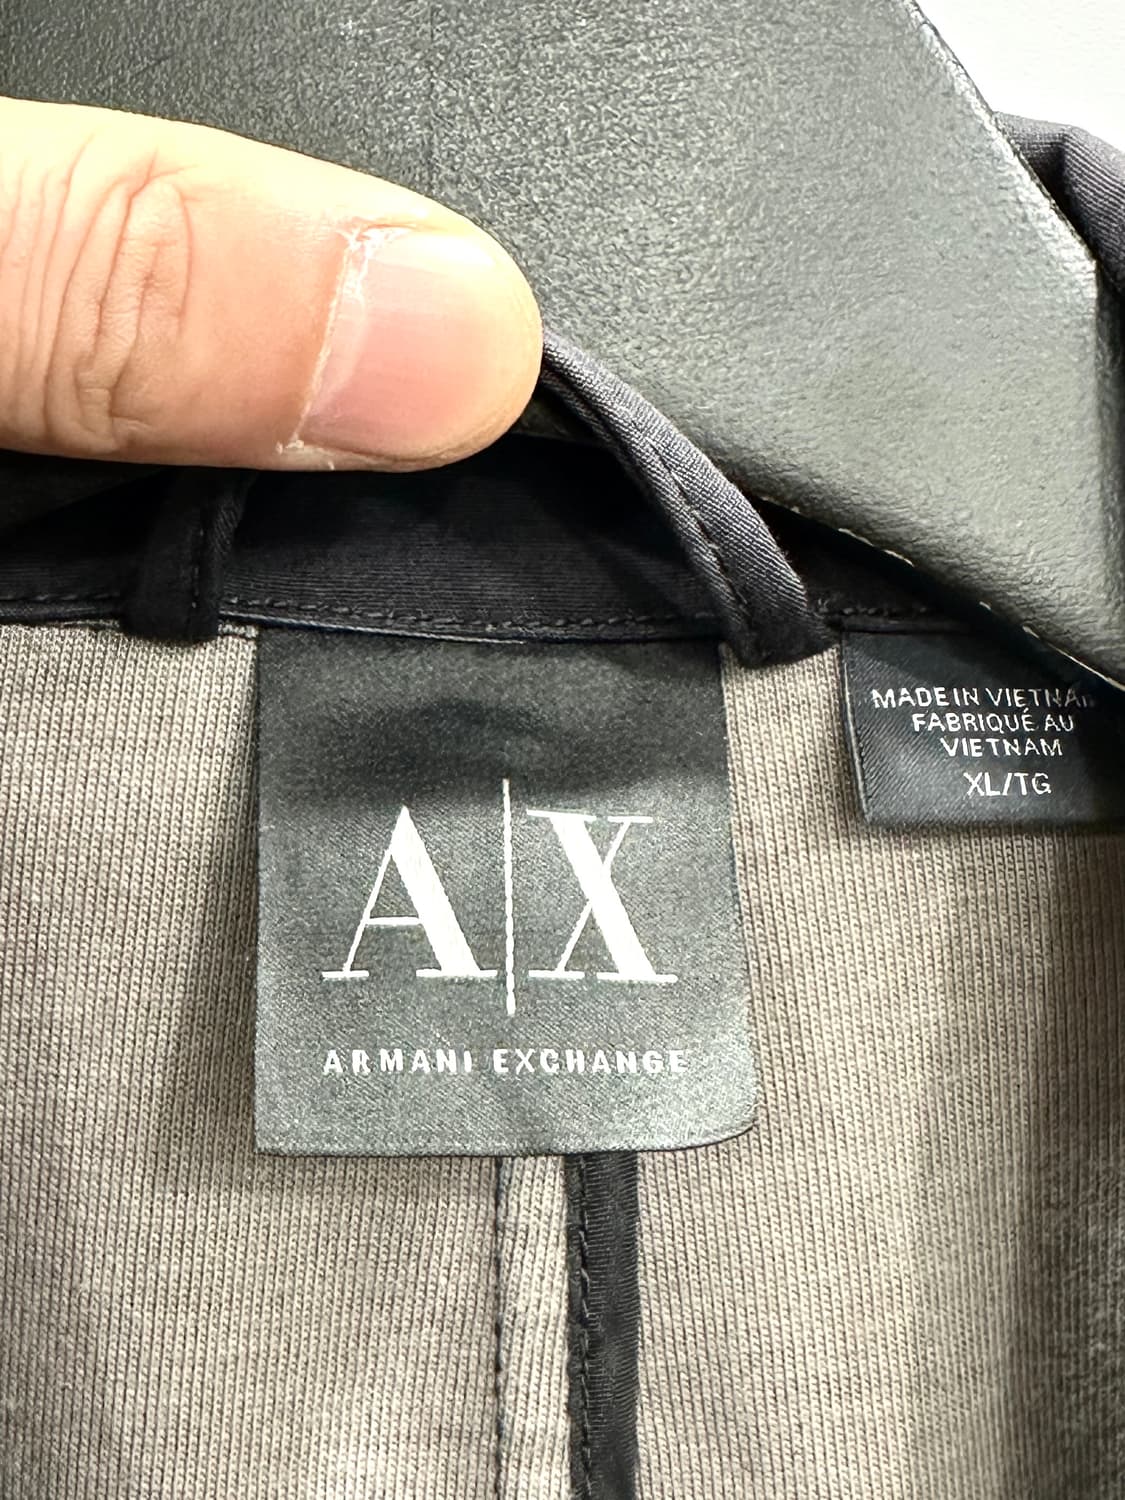 A|X
ARMANI EXCHANGE
MADE IN VIETNAM
FABRIQUÉ AU
VIETNAM
XL/TG